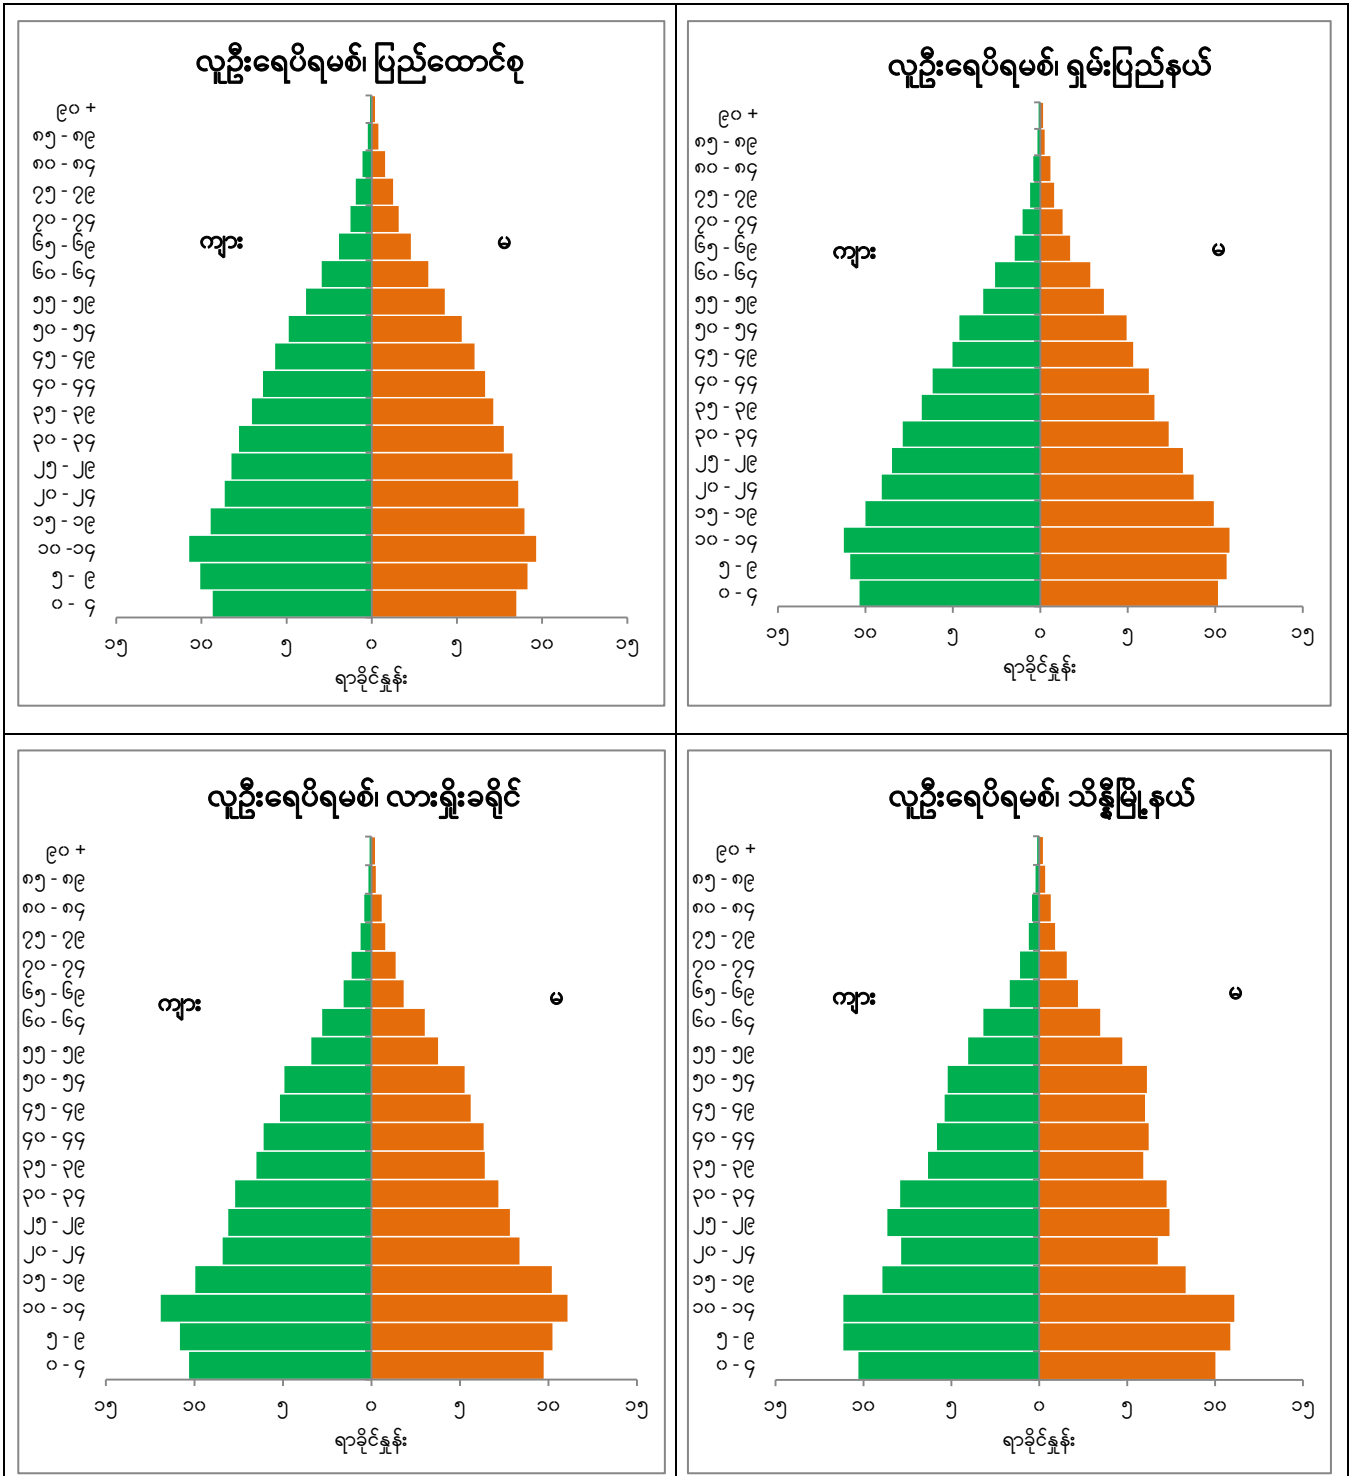 လူဦးရေပိရမစ်၊ ပြည်ထောင်စု
၉၀ +
၈၅ - ၈၉
၈၀ - ၈၄
၇၅ - ၇၉
၇၀ - ၇၄
၆၅ - ၆၉
၆၀ - ၆၄
၅၅ - ၅၉
၅၀ - ၅၄
၄၅ - ၄၉
၄၀ - ၄၄
၃၅ - ၃၉
၃၀ - ၃၄
၂၅ - ၂၉
၂၀ - ၂၄
၁၅ - ၁၉
၁၀ -၁၄
၅ - ၉
၀ - ၄
ကျား
မ
၁၅ ၁၀ ၅ ၀ ၅ ၁၀ ၁၅
ရာခိုင်နှုန်း
လူဦးရေပိရမစ်၊ ရှမ်းပြည်နယ်
၉၀ +
၈၅ - ၈၉
၈၀ - ၈၄
၇၅ - ၇၉
၇၀ - ၇၄
၆၅ - ၆၉
၆၀ - ၆၄
၅၅ - ၅၉
၅၀ - ၅၄
၄၅ - ၄၉
၄၀ - ၄၄
၃၅ - ၃၉
၃၀ - ၃၄
၂၅ - ၂၉
၂၀ - ၂၄
၁၅ - ၁၉
၁၀ - ၁၄
၅ - ၉
၀ - ၄
ကျား
မ
၁၅ ၁၀ ၅ ၀ ၅ ၁၀ ၁၅
ရာခိုင်နှုန်း
လူဦးရေပိရမစ်၊ လားရှိုးခရိုင်
၉၀ +
၈၅ - ၈၉
၈၀ - ၈၄
၇၅ - ၇၉
၇၀ - ၇၄
၆၅ - ၆၉
၆၀ - ၆၄
၅၅ - ၅၉
၅၀ - ၅၄
၄၅ - ၄၉
၄၀ - ၄၄
၃၅ - ၃၉
၃၀ - ၃၄
၂၅ - ၂၉
၂၀ - ၂၄
၁၅ - ၁၉
၁၀ - ၁၄
၅ - ၉
၀ - ၄
ကျား
မ
၁၅ ၁၀ ၅ ၀ ၅ ၁၀ ၁၅
ရာခိုင်နှုန်း
လူဦးရေပိရမစ်၊ သိန္နီမြို့နယ်
၉၀ +
၈၅ - ၈၉
၈၀ - ၈၄
၇၅ - ၇၉
၇၀ - ၇၄
၆၅ - ၆၉
၆၀ - ၆၄
၅၅ - ၅၉
၅၀ - ၅၄
၄၅ - ၄၉
၄၀ - ၄၄
၃၅ - ၃၉
၃၀ - ၃၄
၂၅ - ၂၉
၂၀ - ၂၄
၁၅ - ၁၉
၁၀ - ၁၄
၅ - ၉
၀ - ၄
ကျား
မ
၁၅ ၁၀ ၅ ၀ ၅ ၁၀ ၁၅
ရာခိုင်နှုန်း